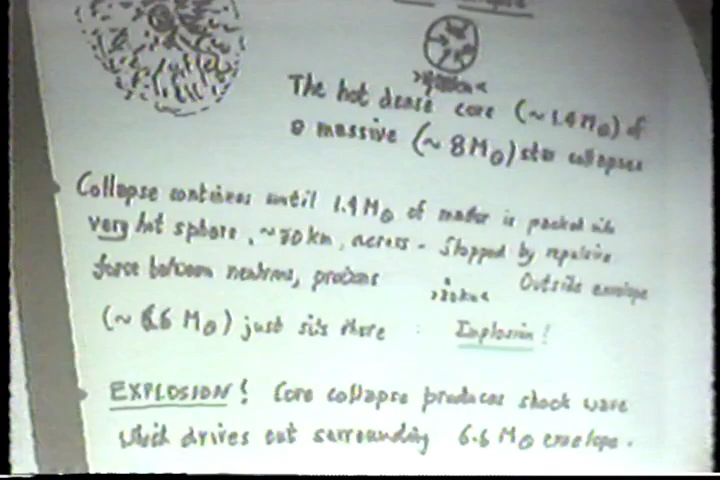 The hot dense core (~1.4 M⊙) of
a massive (~ 8 M⊙) star collapses
Collapse continues until 1.4 M⊙ of matter is packed into
very hot sphere, km, across - Stopped by repulsive
force between neutrons, protons
Outside envelope
(~ 6.6 M⊙) just sits there : Implosion!
EXPLOSION! Core collapse produces shock wave
which drives out surrounding 6.6 M⊙ envelope.